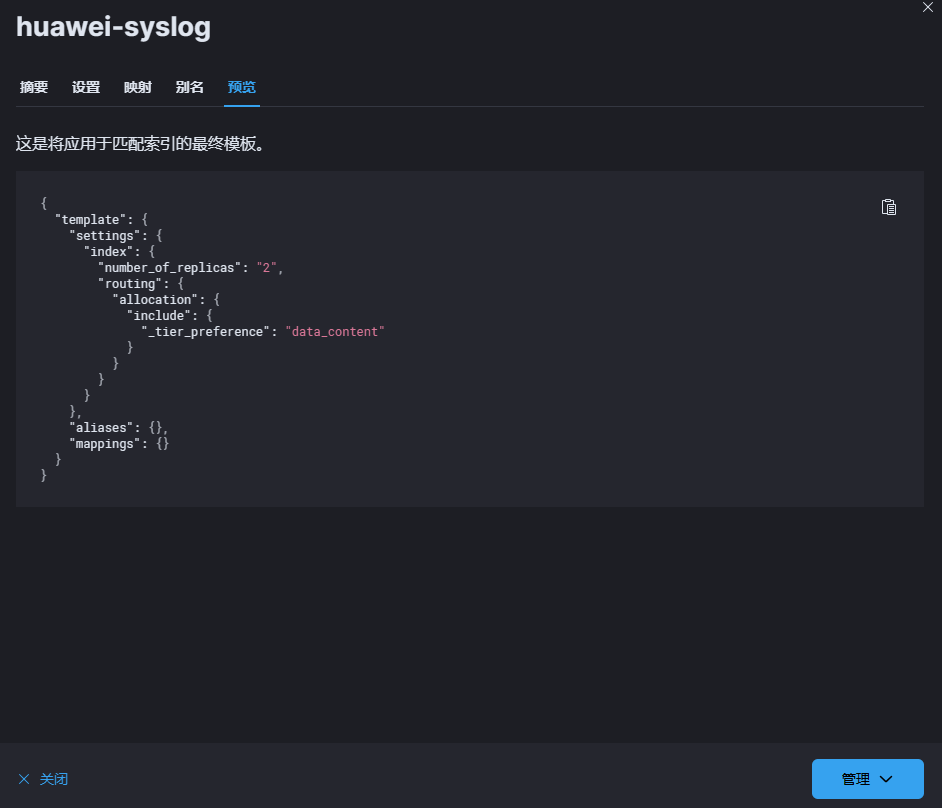 huawei-syslog
摘要 设置 映射 别名 预览
这是将应用于匹配索引的最终模板。
{
  "template": {
    "settings": {
      "index": {
        "number_of_replicas": "2",
        "routing": {
          "allocation": {
            "include": {
              "_tier_preference": "data_content"
            }
          }
        }
      }
    },
    "aliases": {},
    "mappings": {}
  }
}
关闭
管理